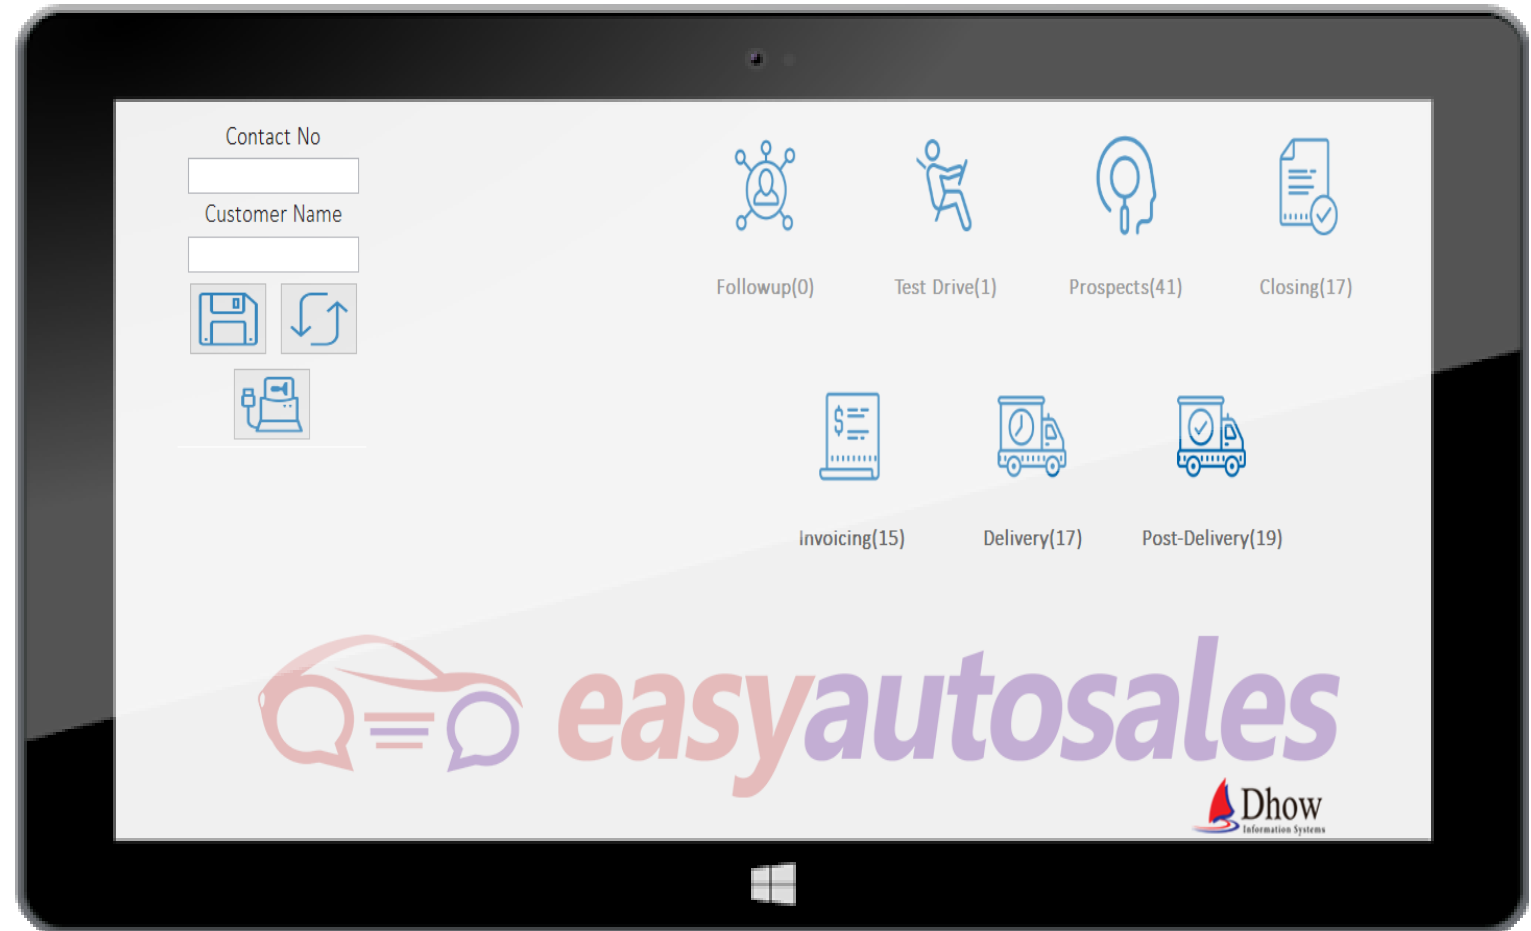 Contact No
Customer Name
Followup(0)
Test Drive(1)
Prospects(41)
Closing(17)
$
Invoicing(15)
Delivery(17)
Post-Delivery(19)
easyautosales
Dhow
Information Systems